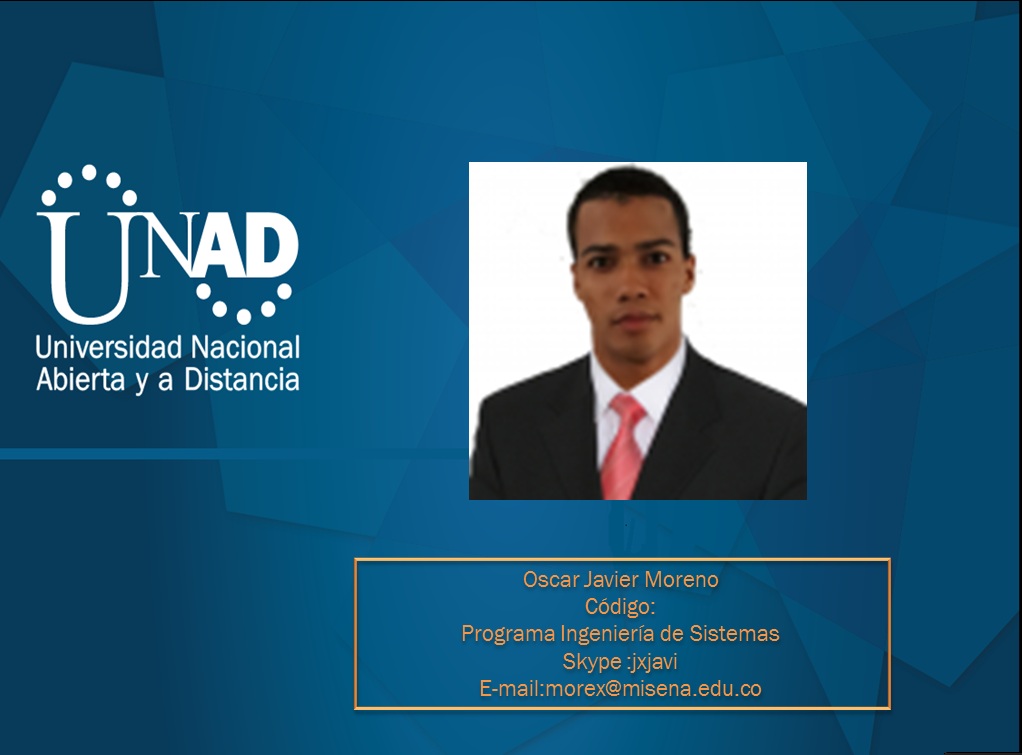 UNAD
Universidad Nacional
Abierta y a Distancia
Oscar Javier Moreno
Código:
Programa Ingeniería de Sistemas
Skype :jxjavi
E-mail:morex@misena.edu.co